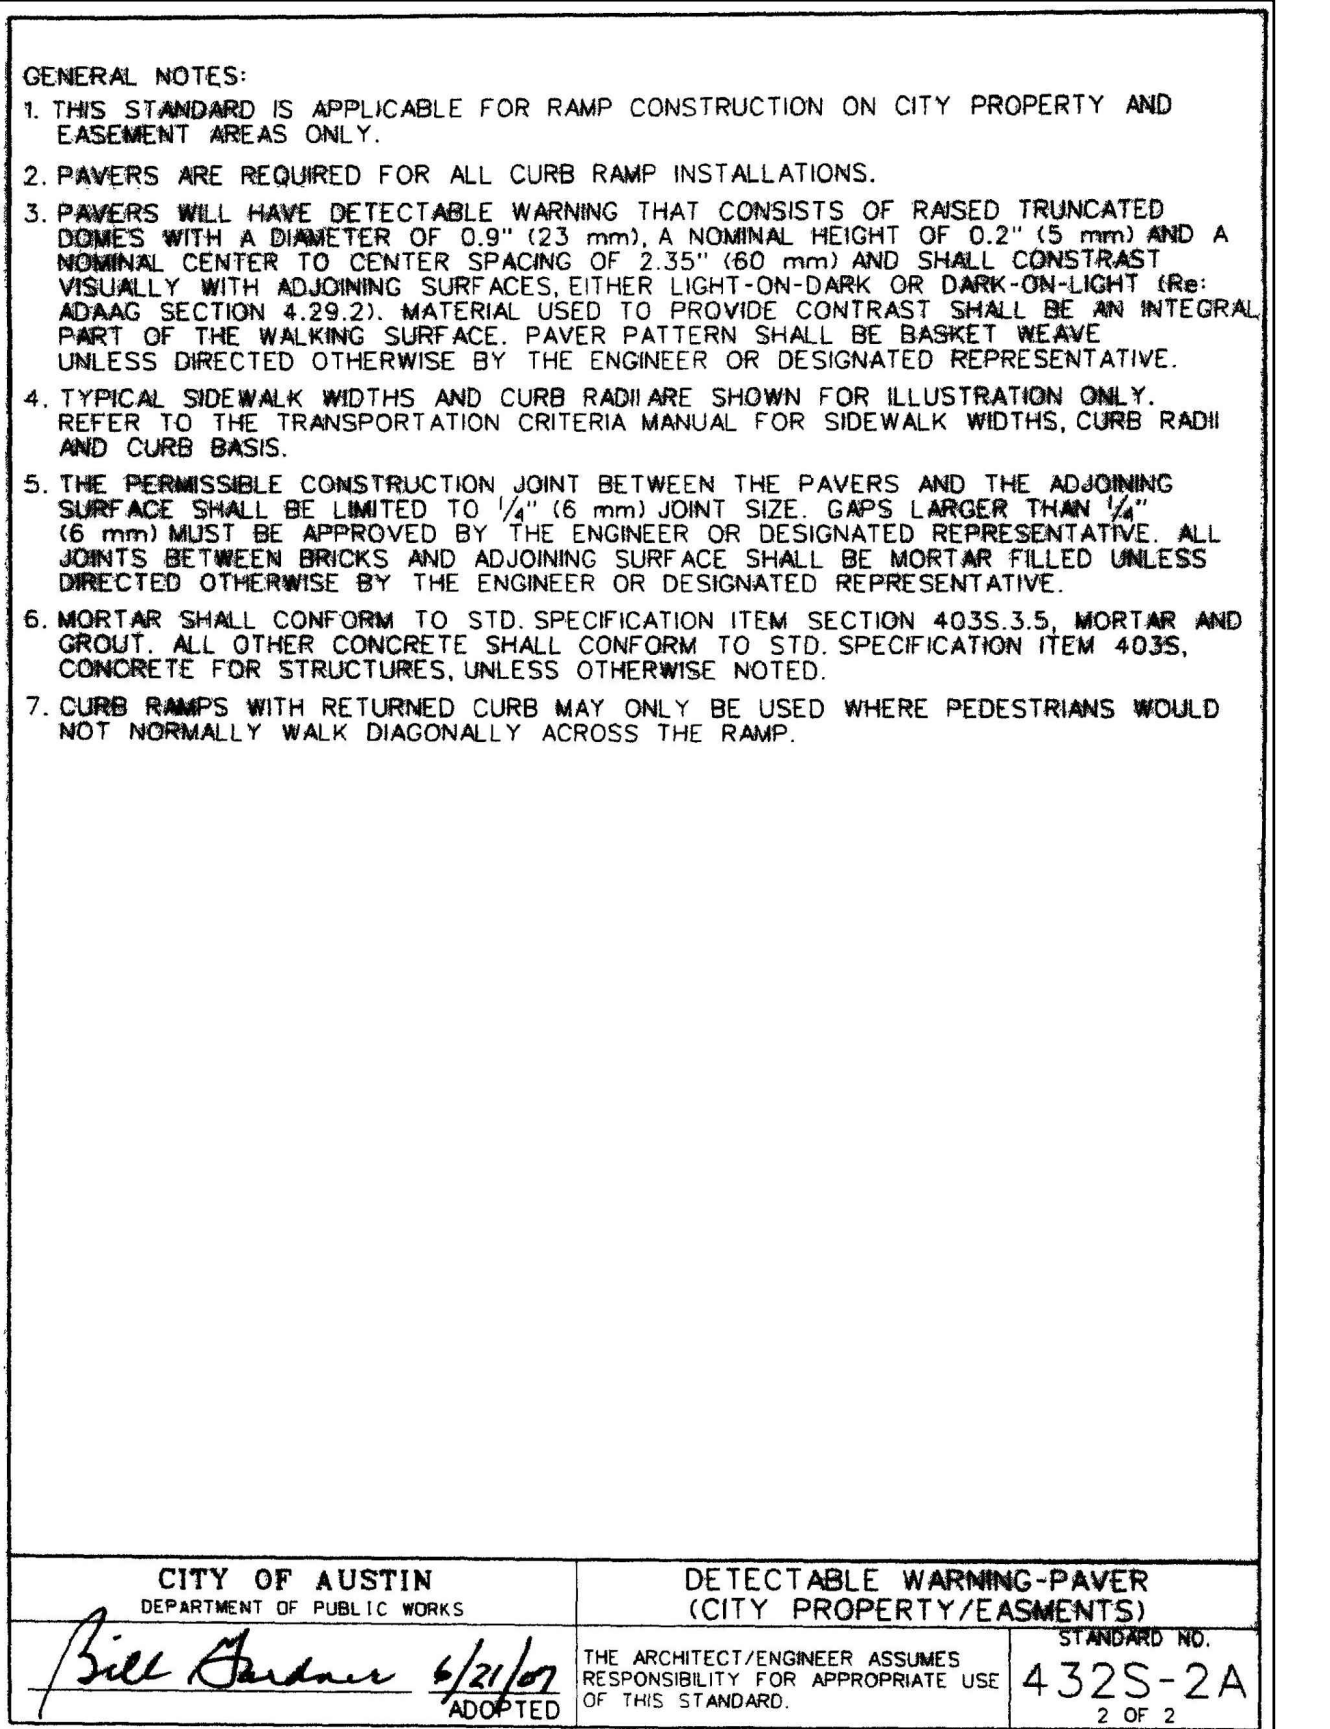 GENERAL NOTES:
1. THIS STANDARD IS APPLICABLE FOR RAMP CONSTRUCTION ON CITY PROPERTY AND
EASEMENT AREAS ONLY.
2. PAVERS ARE REQUIRED FOR ALL CURB RAMP INSTALLATIONS.
3. PAVERS WILL HAVE DETECTABLE WARNING THAT CONSISTS OF RAISED TRUNCATED
DOMES WITH A DIAMETER OF 0.9" (23 mm), A NOMINAL HEIGHT OF 0.2" (5 mm) AND A
NOMINAL CENTER TO CENTER SPACING OF 2.35" (60 mm) AND SHALL CONSTRAST
VISUALLY WITH ADJOINING SURFACES, EITHER LIGHT-ON-DARK OR DARK-ON-LIGHT (Re:
ADAAG SECTION 4.29.2). MATERIAL USED TO PROVIDE CONTRAST SHALL BE AN INTEGRAL
PART OF THE WALKING SURFACE. PAVER PATTERN SHALL BE BASKET WEAVE
UNLESS DIRECTED OTHERWISE BY THE ENGINEER OR DESIGNATED REPRESENTATIVE.
4. TYPICAL SIDEWALK WIDTHS AND CURB RADII ARE SHOWN FOR ILLUSTRATION ONLY.
REFER TO THE TRANSPORTATION CRITERIA MANUAL FOR SIDEWALK WIDTHS, CURB RADII
AND CURB BASIS.
5. THE PERMISSIBLE CONSTRUCTION JOINT BETWEEN THE PAVERS AND THE ADJOINING
SURFACE SHALL BE LIMITED TO 1/4" (6 mm) JOINT SIZE. GAPS LARGER THAN 1/4"
(6 mm) MUST BE APPROVED BY THE ENGINEER OR DESIGNATED REPRESENTATIVE. ALL
JOINTS BETWEEN BRICKS AND ADJOINING SURFACE SHALL BE MORTAR FILLED UNLESS
DIRECTED OTHERWISE BY THE ENGINEER OR DESIGNATED REPRESENTATIVE.
6. MORTAR SHALL CONFORM TO STD. SPECIFICATION ITEM SECTION 403S.3.5, MORTAR AND
GROUT. ALL OTHER CONCRETE SHALL CONFORM TO STD. SPECIFICATION ITEM 403S,
CONCRETE FOR STRUCTURES, UNLESS OTHERWISE NOTED.
7. CURB RAMPS WITH RETURNED CURB MAY ONLY BE USED WHERE PEDESTRIANS WOULD
NOT NORMALLY WALK DIAGONALLY ACROSS THE RAMP.
CITY OF AUSTIN
DEPARTMENT OF PUBLIC WORKS
DETECTABLE WARNING-PAVER
(CITY PROPERTY/EASMENTS)
Bill Gardner 6/21/07
ADOPTED
THE ARCHITECT/ENGINEER ASSUMES
RESPONSIBILITY FOR APPROPRIATE USE
OF THIS STANDARD.
STANDARD NO.
432S-2A
2 OF 2